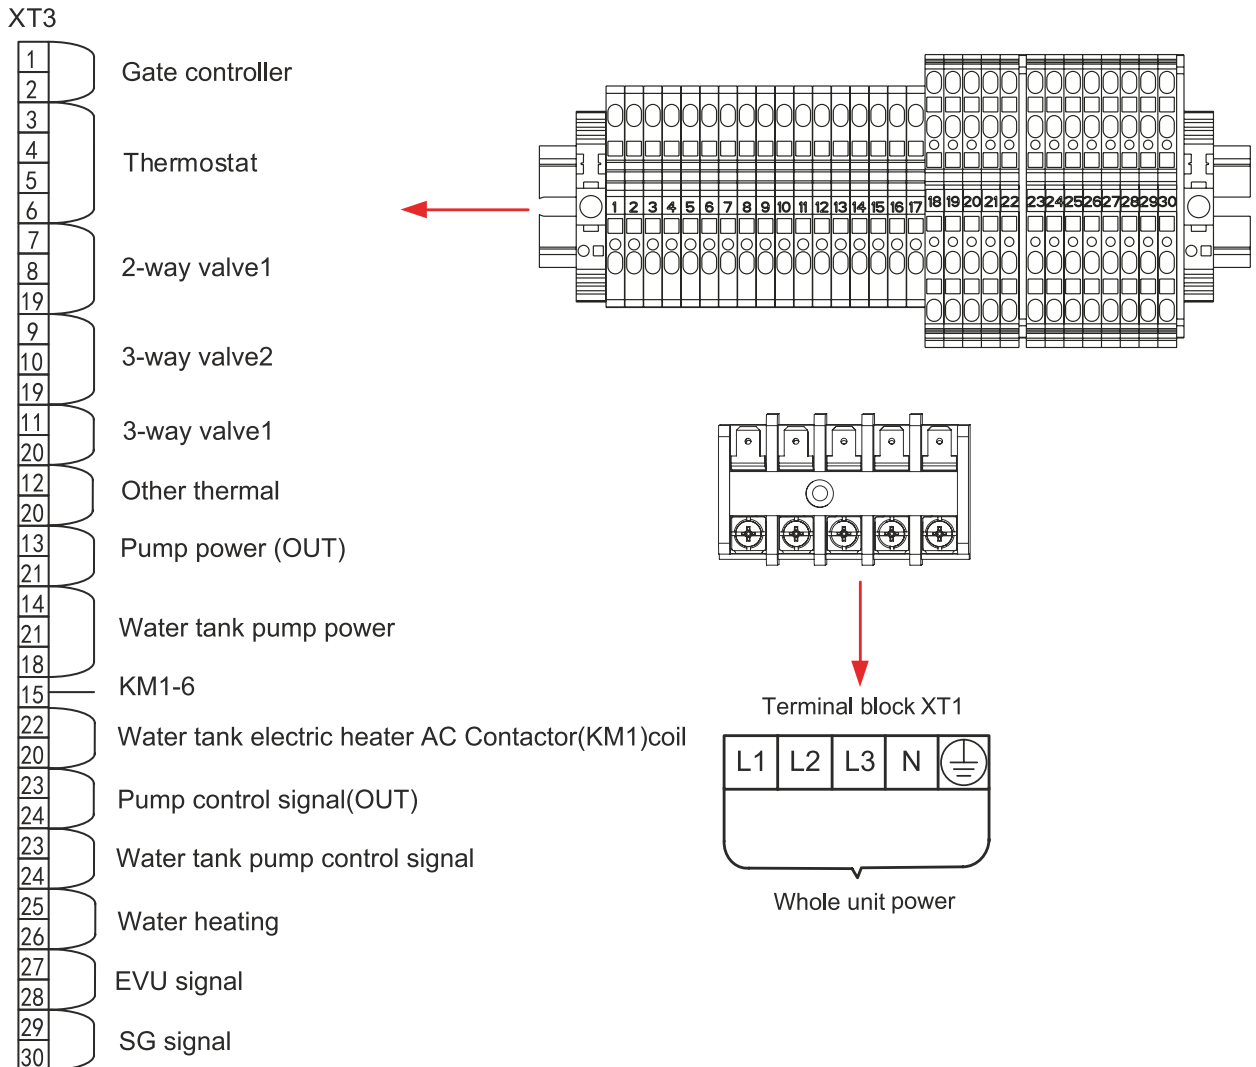 XT3
1
2
Gate controller
3
4
5
6
Thermostat
7
8
19
2-way valve1
9
10
19
3-way valve2
11
20
3-way valve1
12
20
Other thermal
13
21
Pump power (OUT)
14
21
18
Water tank pump power
15
KM1-6
22
20
Water tank electric heater AC Contactor(KM1)coil
23
24
Pump control signal(OUT)
23
24
Water tank pump control signal
25
26
Water heating
27
28
EVU signal
29
30
SG signal
1 2 3 4 5 6 7 8 9 10 11 12 13 14 15 16 17 18 19 20 21 22 23 24 25 26 27 28 29 30
Terminal block XT1
L1 L2 L3 N
Whole unit power